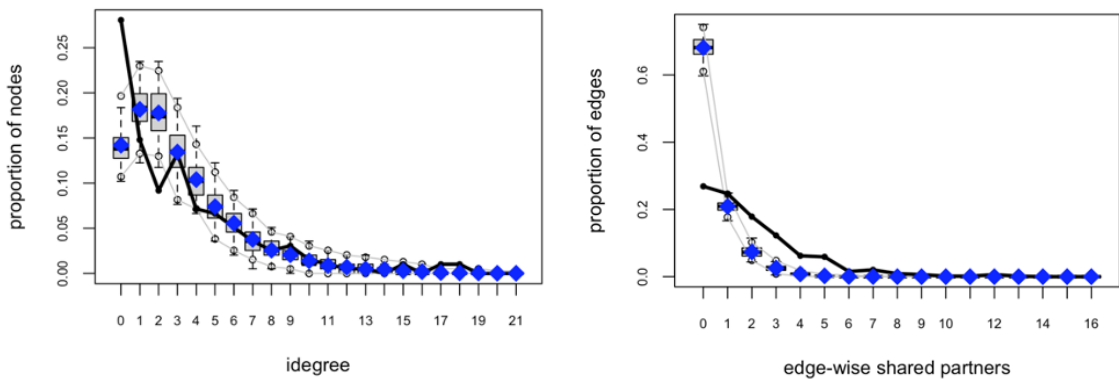 proportion of nodes
0.25
0.20
0.15
0.10
0.05
0.00
0 1 2 3 4 5 6 7 8 9 11 13 15 17 19 21
idegree
proportion of edges
0.6
0.4
0.2
0.0
0 1 2 3 4 5 6 7 8 9 10 12 14 16
edge-wise shared partners